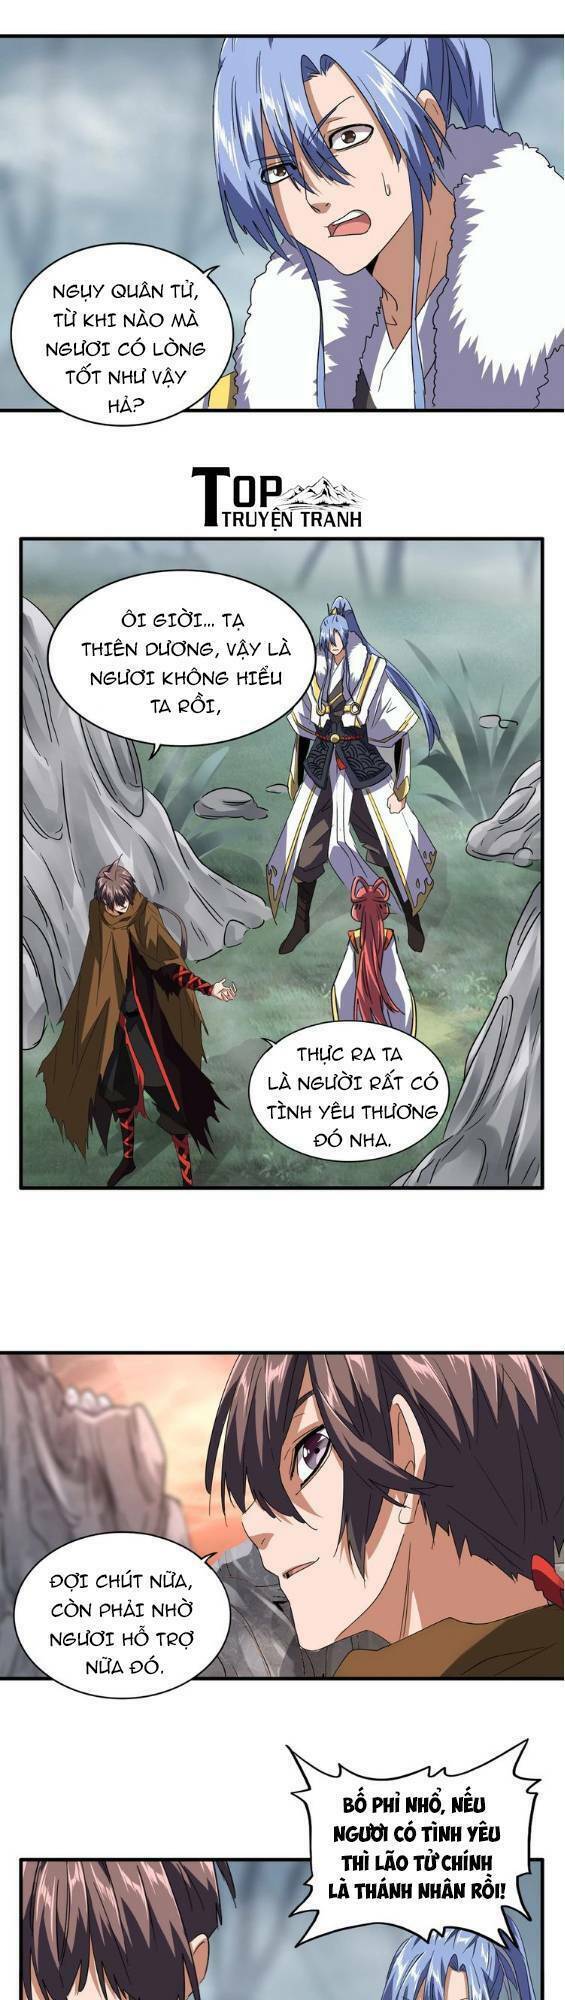 NGỤY QUÂN TỬ,
TỪ KHI NÀO MÀ
NGƯƠI CÓ LÒNG
TỐT NHƯ VẬY
HẢ?
TOP
TRUYỆN TRANH
ÔI GIỜI... TẠ
THIÊN DƯƠNG, VẬY LÀ
NGƯƠI KHÔNG HIỂU
TA RỒI,
THỰC RA TA
LÀ NGƯỜI RẤT CÓ
TÌNH YÊU THƯƠNG
ĐÓ NHA.
ĐỢI CHÚT NỮA,
CÒN PHẢI NHỜ
NGƯƠI HỖ TRỢ
NỮA ĐÓ.
BỐ PHỈ NHỔ, NẾU
NGƯƠI CÓ TÌNH YÊU
THÌ LÃO TỬ CHÍNH
LÀ THÁNH NHÂN RỒI!